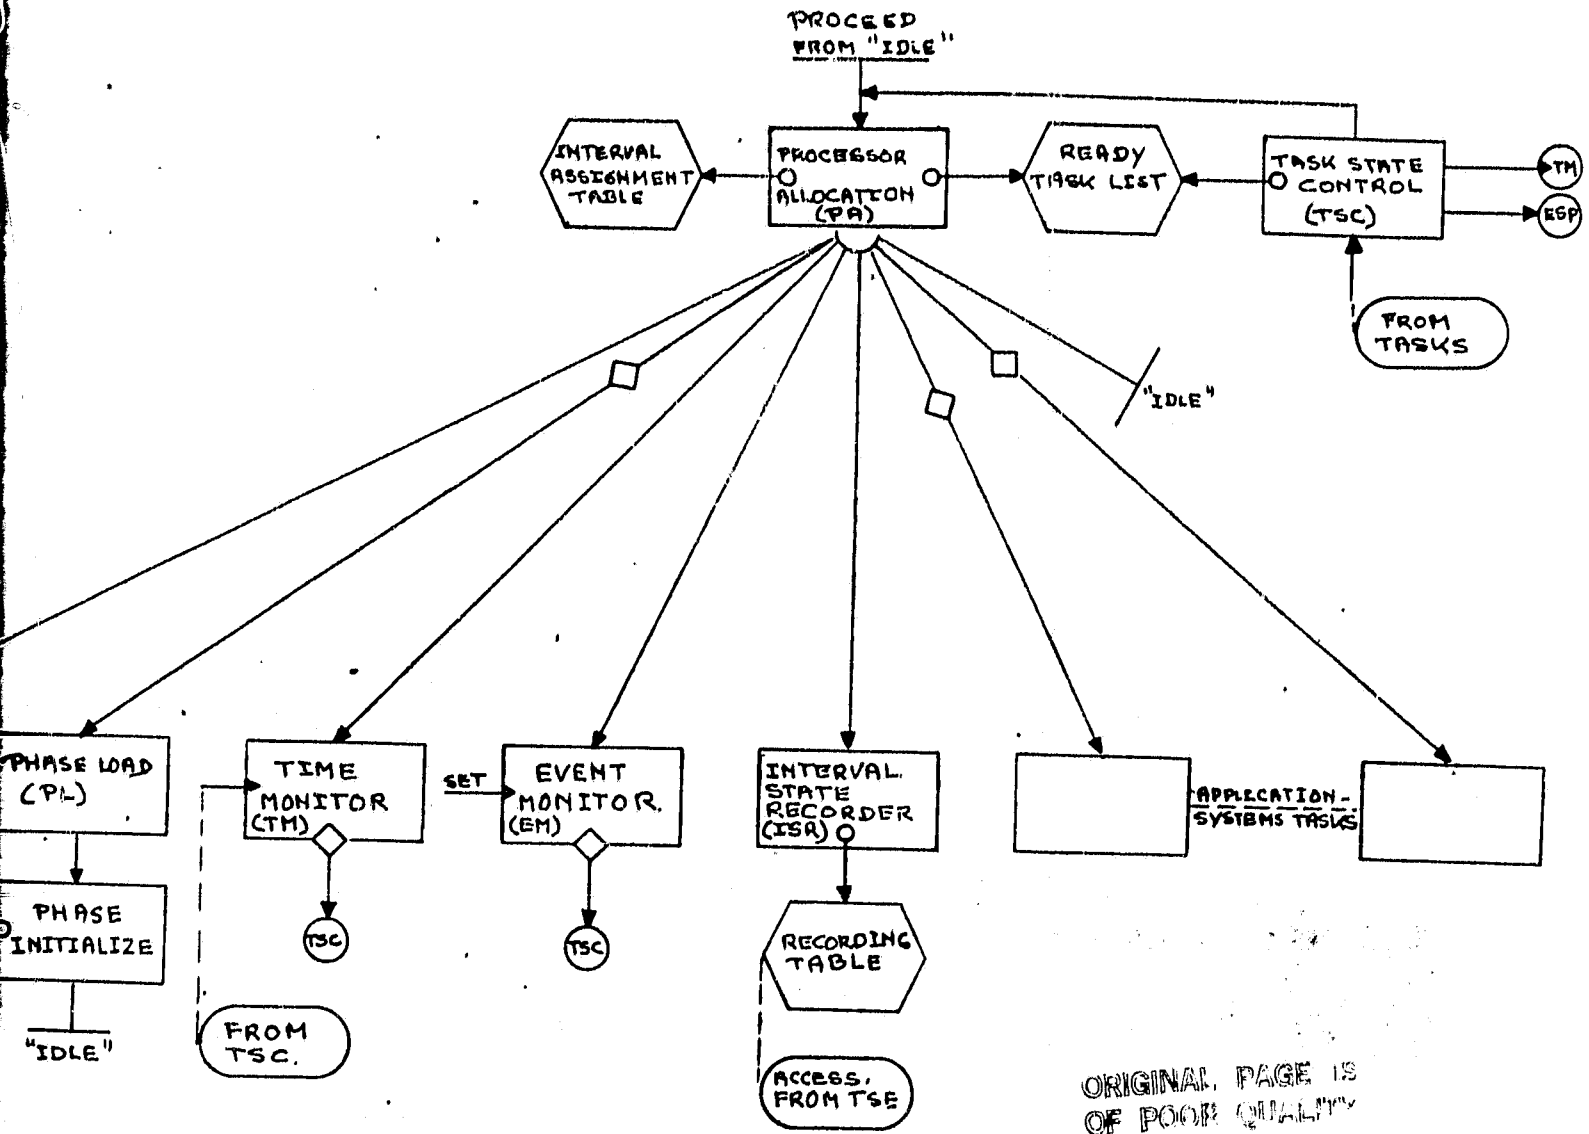 PROCEED
FROM "IDLE"
INTERVAL
ASSIGNMENT
TABLE
PROCESSOR
ALLOCATION
(PA)
READY
TASK LIST
TASK STATE
CONTROL
(TSC)
TM
ESP
FROM
TASKS
"IDLE"
PHASE LOAD
(PL)
TIME
MONITOR
(TM)
SET
EVENT
MONITOR.
(EM)
INTERVAL.
STATE
RECORDER
(ISR)
APPLICATION-
SYSTEMS TASKS
PHASE
INITIALIZE
TSC
TSC
RECORDING
TABLE
"IDLE"
FROM
TSC.
ACCESS.
FROM TSE
ORIGINAL PAGE IS
OF POOR QUALITY